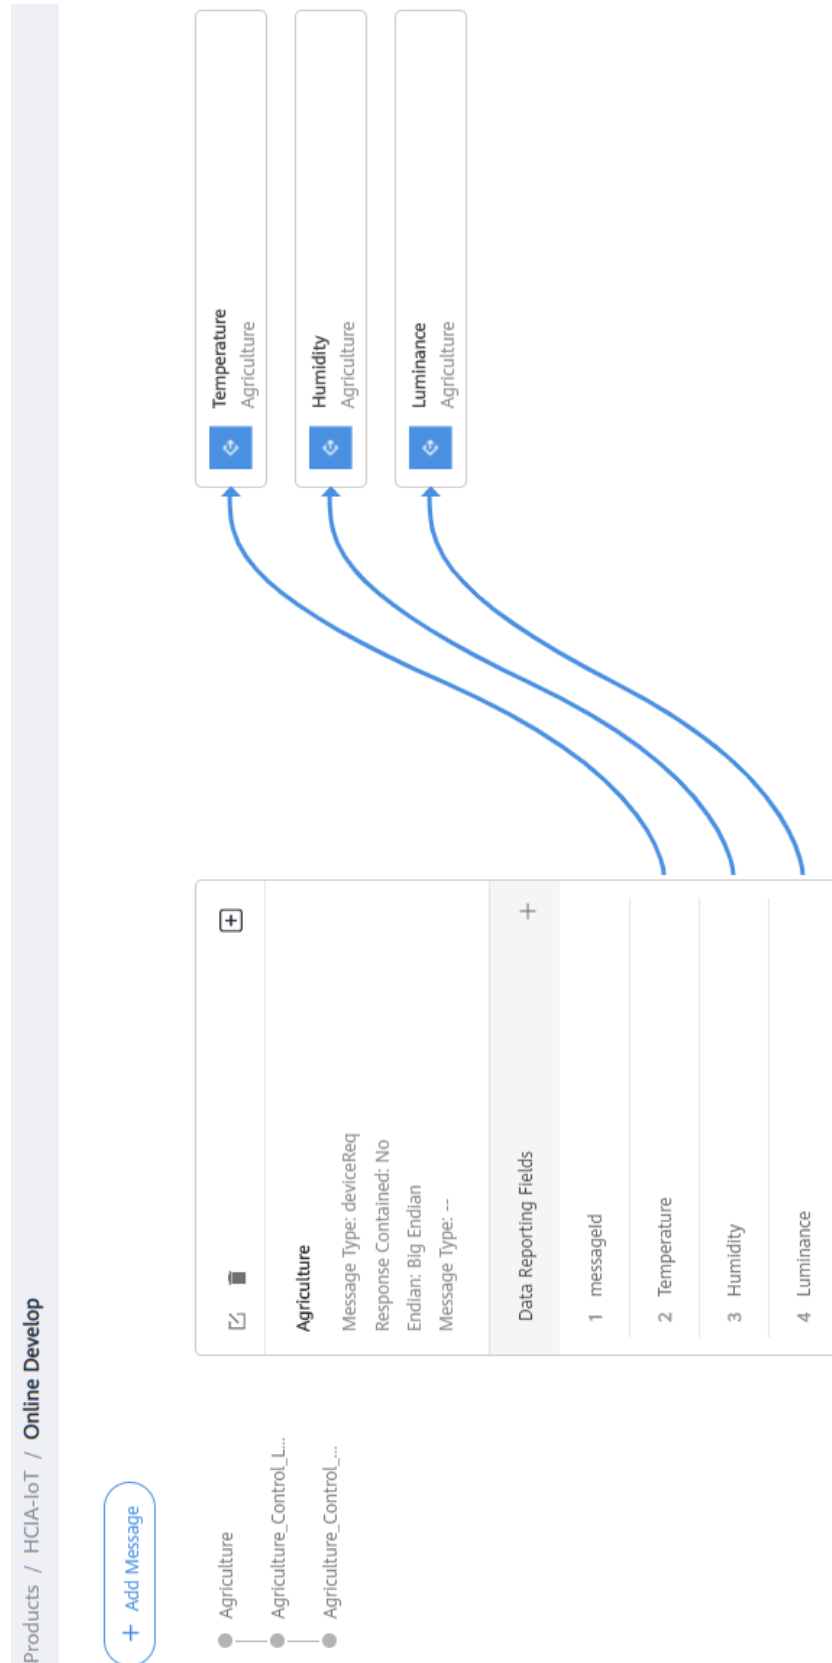 Products / HCIA-IoT / Online Develop
+ Add Message
Agriculture
Agriculture_Control_L...
Agriculture_Control_...
Agriculture
Message Type: deviceReq
Response Contained: No
Endian: Big Endian
Message Type: --
Data Reporting Fields +
1 messageId
2 Temperature
3 Humidity
4 Luminance
Temperature
Agriculture
Humidity
Agriculture
Luminance
Agriculture